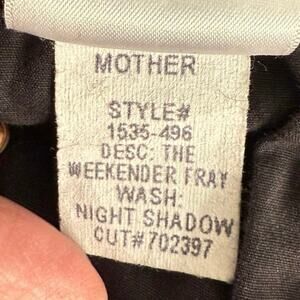 MOTHER
STYLE#
1535-496
DESC: THE
WEEKENDER FRAY
WASH:
NIGHT SHADOW
CUT#702397